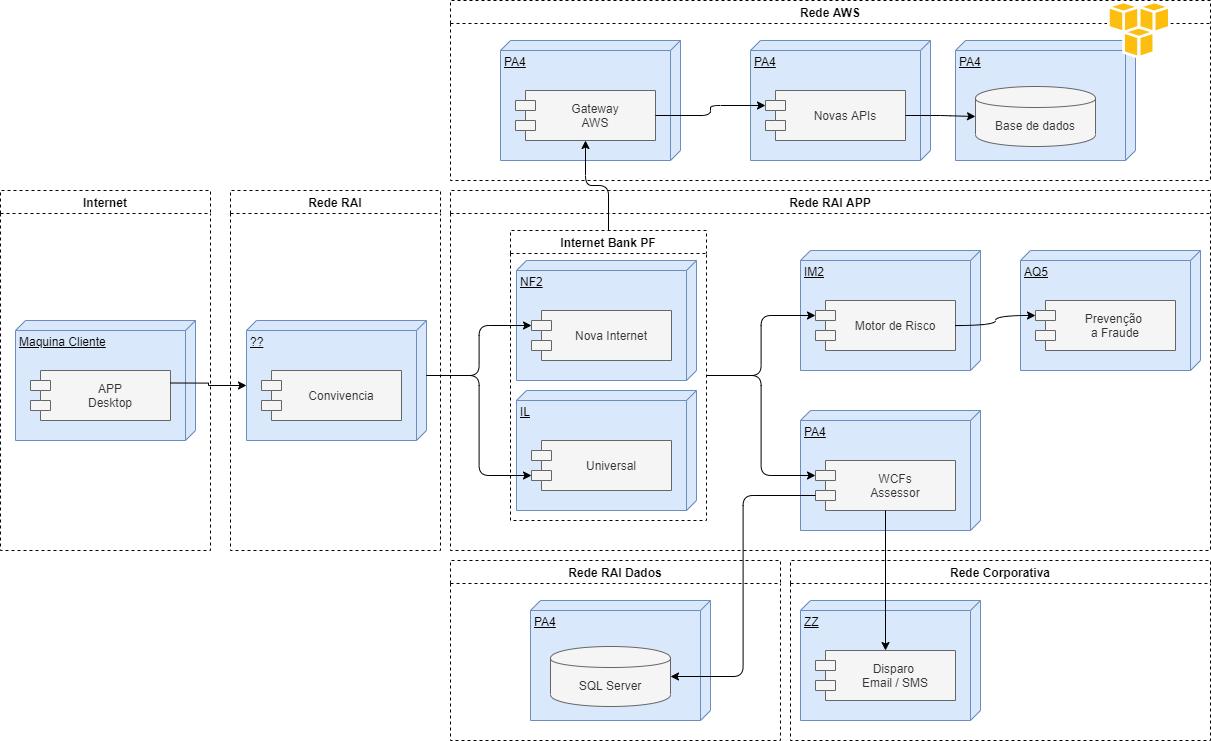 Rede AWS
PA4
Gateway
AWS
PA4
Novas APIs
PA4
Base de dados
Internet
Maquina Cliente
APP
Desktop
Rede RAI
??
Convivencia
Rede RAI APP
Internet Bank PF
NF2
Nova Internet
IL
Universal
IM2
Motor de Risco
AQ5
Prevenção
a Fraude
PA4
WCFs
Assessor
Rede RAI Dados
PA4
SQL Server
Rede Corporativa
ZZ
Disparo
Email / SMS